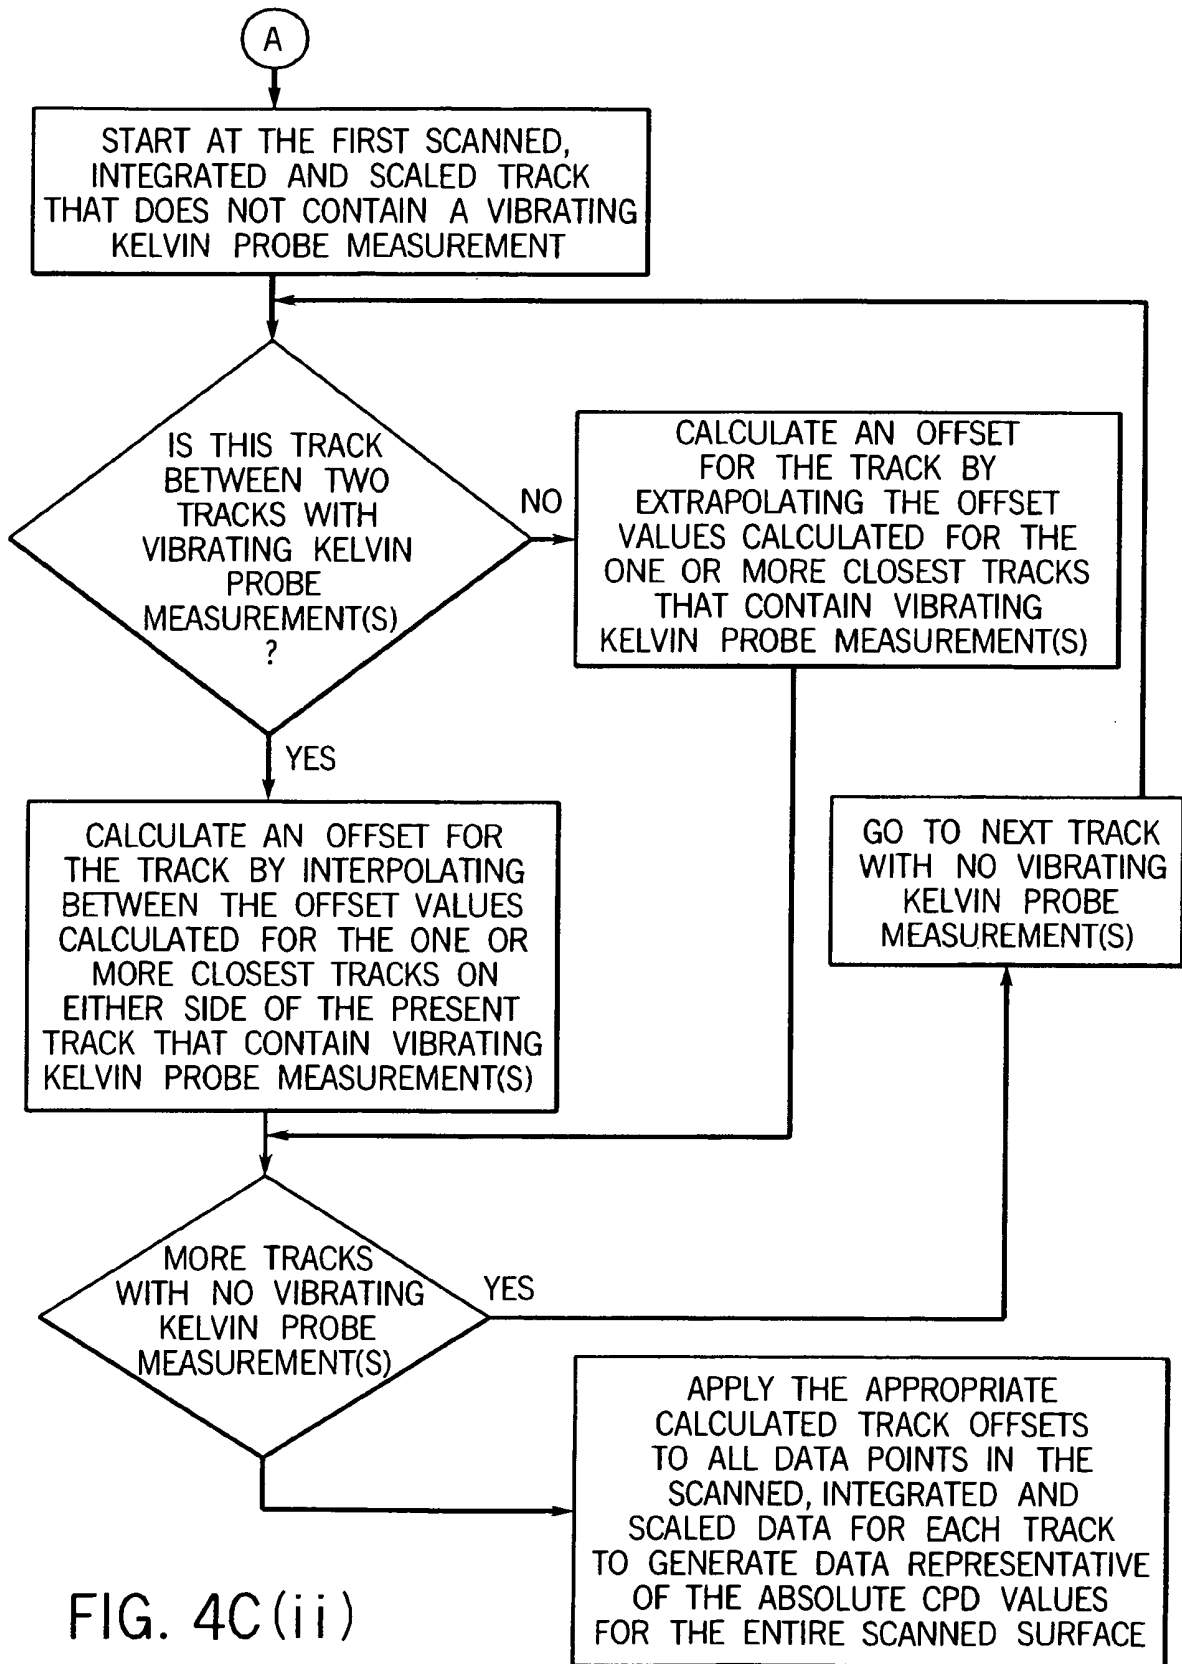 A
START AT THE FIRST SCANNED,
INTEGRATED AND SCALED TRACK
THAT DOES NOT CONTAIN A VIBRATING
KELVIN PROBE MEASUREMENT
IS THIS TRACK
BETWEEN TWO
TRACKS WITH
VIBRATING KELVIN
PROBE
MEASUREMENT(S)
?
NO
CALCULATE AN OFFSET
FOR THE TRACK BY
EXTRAPOLATING THE OFFSET
VALUES CALCULATED FOR THE
ONE OR MORE CLOSEST TRACKS
THAT CONTAIN VIBRATING
KELVIN PROBE MEASUREMENT(S)
YES
CALCULATE AN OFFSET FOR
THE TRACK BY INTERPOLATING
BETWEEN THE OFFSET VALUES
CALCULATED FOR THE ONE OR
MORE CLOSEST TRACKS ON
EITHER SIDE OF THE PRESENT
TRACK THAT CONTAIN VIBRATING
KELVIN PROBE MEASUREMENT(S)
GO TO NEXT TRACK
WITH NO VIBRATING
KELVIN PROBE
MEASUREMENT(S)
MORE TRACKS
WITH NO VIBRATING
KELVIN PROBE
MEASUREMENT(S)
YES
APPLY THE APPROPRIATE
CALCULATED TRACK OFFSETS
TO ALL DATA POINTS IN THE
SCANNED, INTEGRATED AND
SCALED DATA FOR EACH TRACK
TO GENERATE DATA REPRESENTATIVE
OF THE ABSOLUTE CPD VALUES
FOR THE ENTIRE SCANNED SURFACE
FIG. 4C(ii)